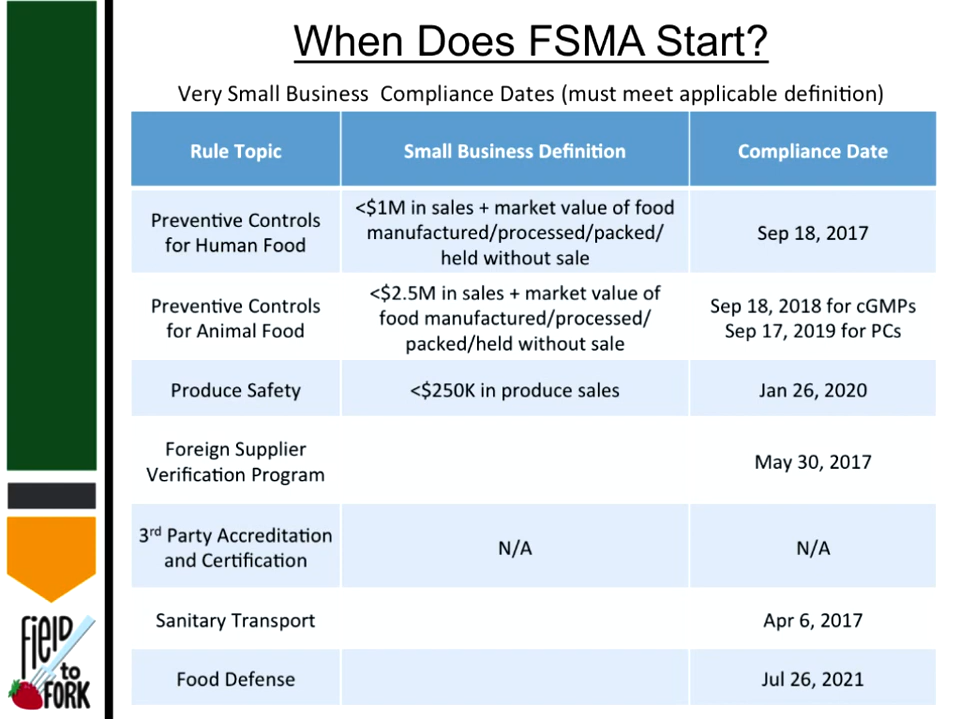 When Does FSMA Start?
Very Small Business Compliance Dates (must meet applicable definition)
Rule Topic
Small Business Definition
Compliance Date
Preventive Controls
for Human Food
<$1M in sales + market value of food
manufactured/processed/packed/
held without sale
Sep 18, 2017
Preventive Controls
for Animal Food
<$2.5M in sales + market value of
food manufactured/processed/
packed/held without sale
Sep 18, 2018 for cGMPs
Sep 17, 2019 for PCs
Produce Safety
<$250K in produce sales
Jan 26, 2020
Foreign Supplier
Verification Program
May 30, 2017
3rd Party Accreditation
and Certification
N/A
N/A
Sanitary Transport
Apr 6, 2017
Food Defense
Jul 26, 2021
FiElD
to
FORK